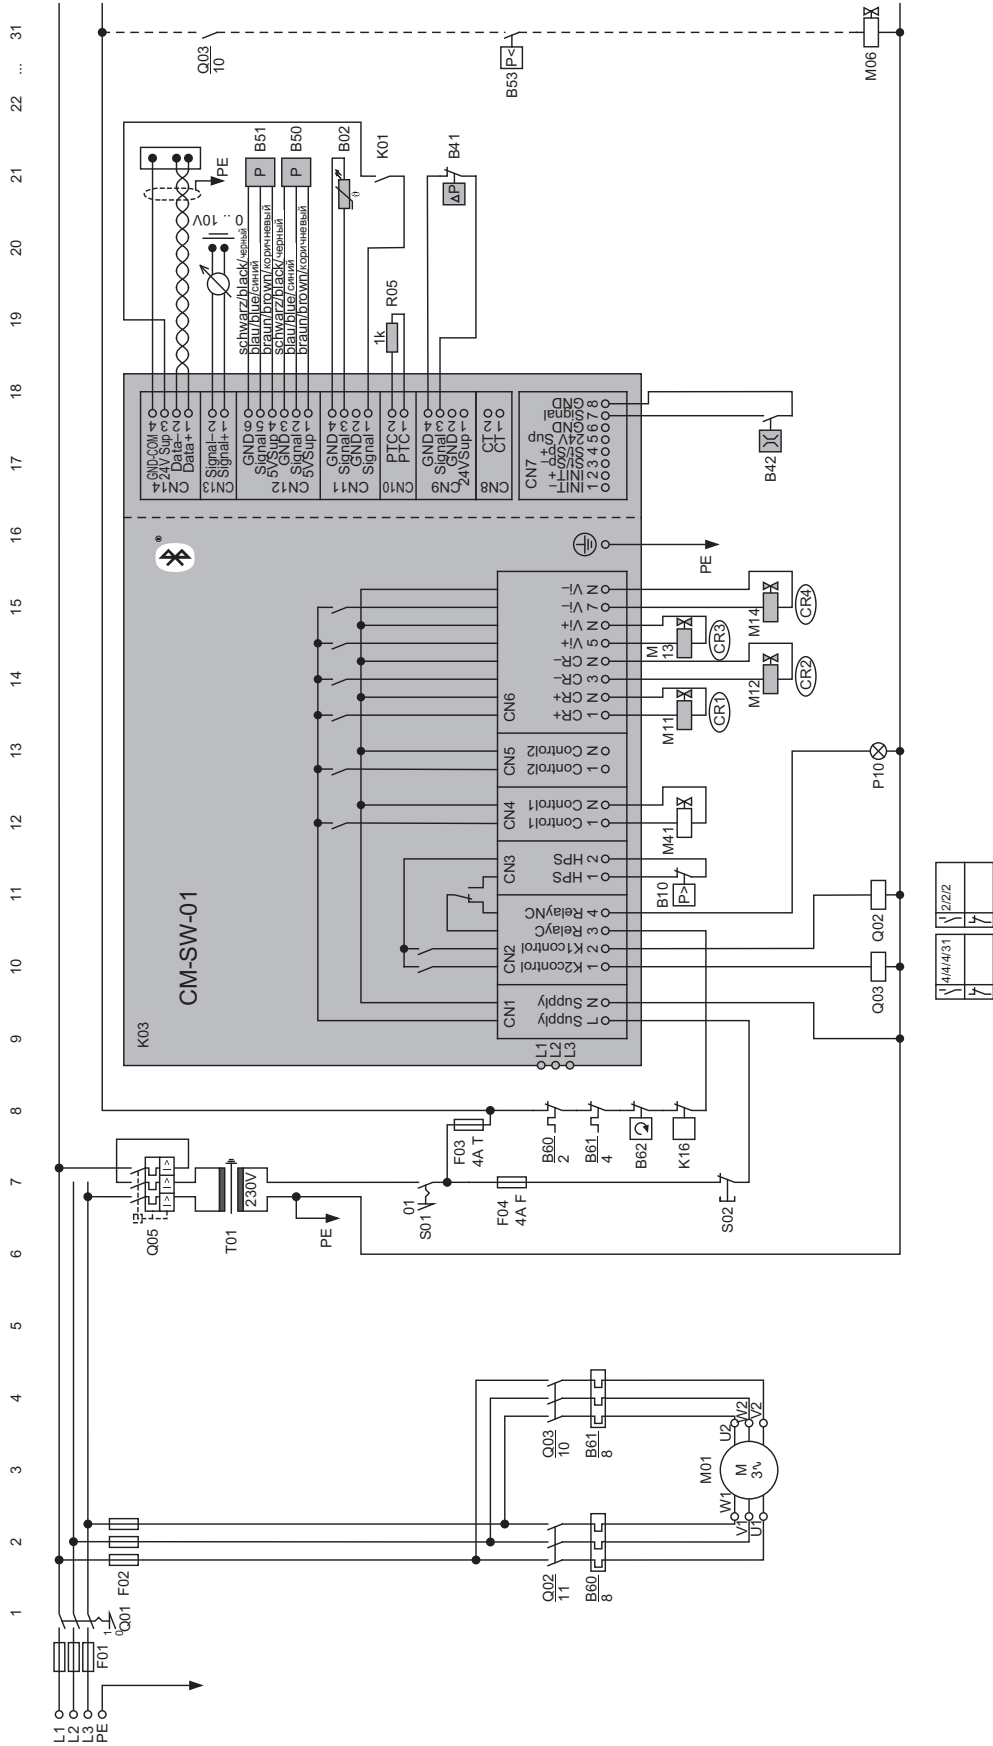 1
2
3
4
5
6
7
8
9
10
11
12
13
14
15
16
17
18
19
20
21
22
...
31
L1
L2
L3
PE
F01
1
0
Q01
F02
Q02
11
B60
8
Q03
10
B61
8
M01
M
3~
W1
V1
U1
U2
W2
V2
Q05
I> I> I>
T01
230V
PE
01
S01
F03
4A T
F04
4A F
S02
B60
2
B61
4
B62
K16
K03
CM-SW-01
L1
L2
L3
CN1
Supply L
Supply N
CN2
K2control 1
K1control 2
RelayC 3
RelayNC 4
CN3
HPS 1
HPS 2
CN4
Control1 1
Control1 N
CN5
Control2 1
Control2 N
CN6
CR+ 1
CR+ N
CR– 3
CR– N
Vi+ 5
Vi+ N
Vi– 7
Vi– N
PE
CN7
INIT– 1
INIT+ 2
St/Sp– 3
St/Sp+ 4
24V Sup 5
GND 6
Signal 7
GND 8
CN8
CT 1
CT 2
CN9
24VSup 1
GND 2
Signal 3
GND 4
CN10
PTC 1
PTC 2
CN11
Signal 1
GND 2
Signal 3
GND 4
CN12
5VSup 1
Signal 2
GND 3
5VSup 4
Signal 5
GND 6
CN13
Signal+ 1
Signal– 2
CN14
Data+ 1
Data– 2
24V Sup 3
GND-COM 4
®
PE
0 .. 10V
schwarz/black/черный
blau/blue/синий
braun/brown/коричневый
schwarz/black/черный
blau/blue/синий
braun/brown/коричневый
P
B51
P
B50
B02
ϑ
K01
1k
R05
ΔP
B41
B42
B10
P>
M41
M11
CR1
M12
CR2
M
13
CR3
M14
CR4
P10
Q03
Q02
4/4/4/31
2/2/2
Q03
10
B53
P<
M06